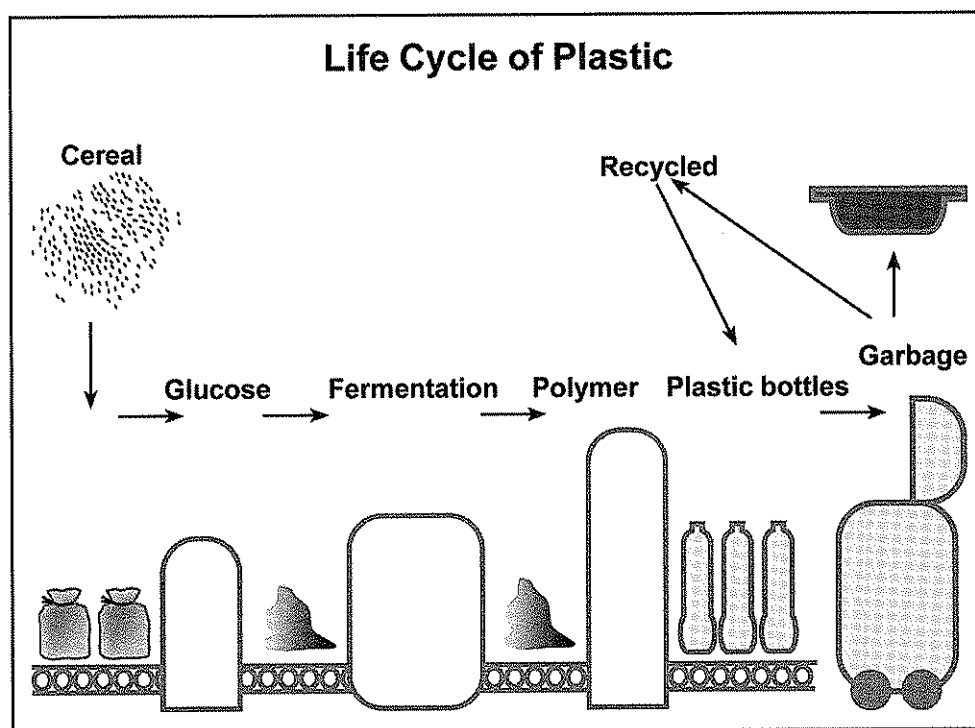 Life Cycle of Plastic
Cereal
Recycled
Garbage
Glucose
Fermentation
Polymer
Plastic bottles